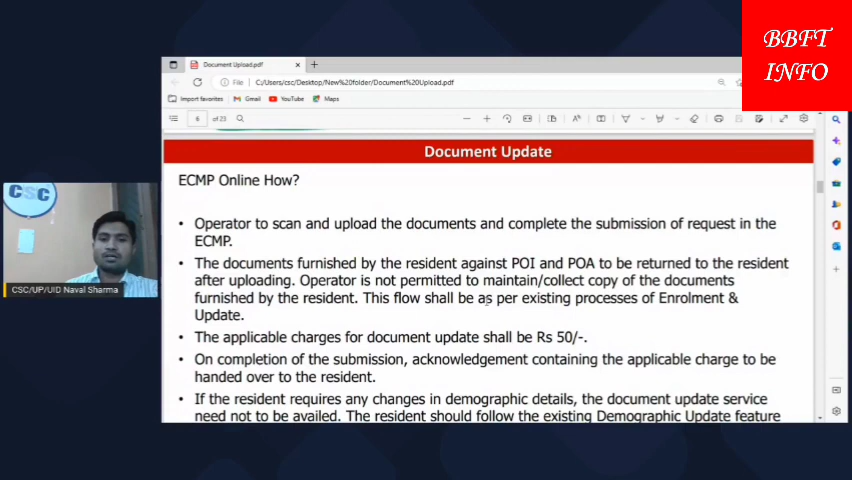 BBFT
INFO
Document Upload.pdf
File
C:/Users/csc/Desktop/New%20folder/Document%20Upload.pdf
Import favorites
Gmail
YouTube
Maps
6 of 23
Document Update
ECMP Online How?
• Operator to scan and upload the documents and complete the submission of request in the
ECMP.
• The documents furnished by the resident against POI and POA to be returned to the resident
after uploading. Operator is not permitted to maintain/collect copy of the documents
furnished by the resident. This flow shall be as per existing processes of Enrolment &
Update.
• The applicable charges for document update shall be Rs 50/-.
• On completion of the submission, acknowledgement containing the applicable charge to be
handed over to the resident.
• If the resident requires any changes in demographic details, the document update service
need not to be availed. The resident should follow the existing Demographic Update feature
CSC
CSC/UP/UID Naval Sharma